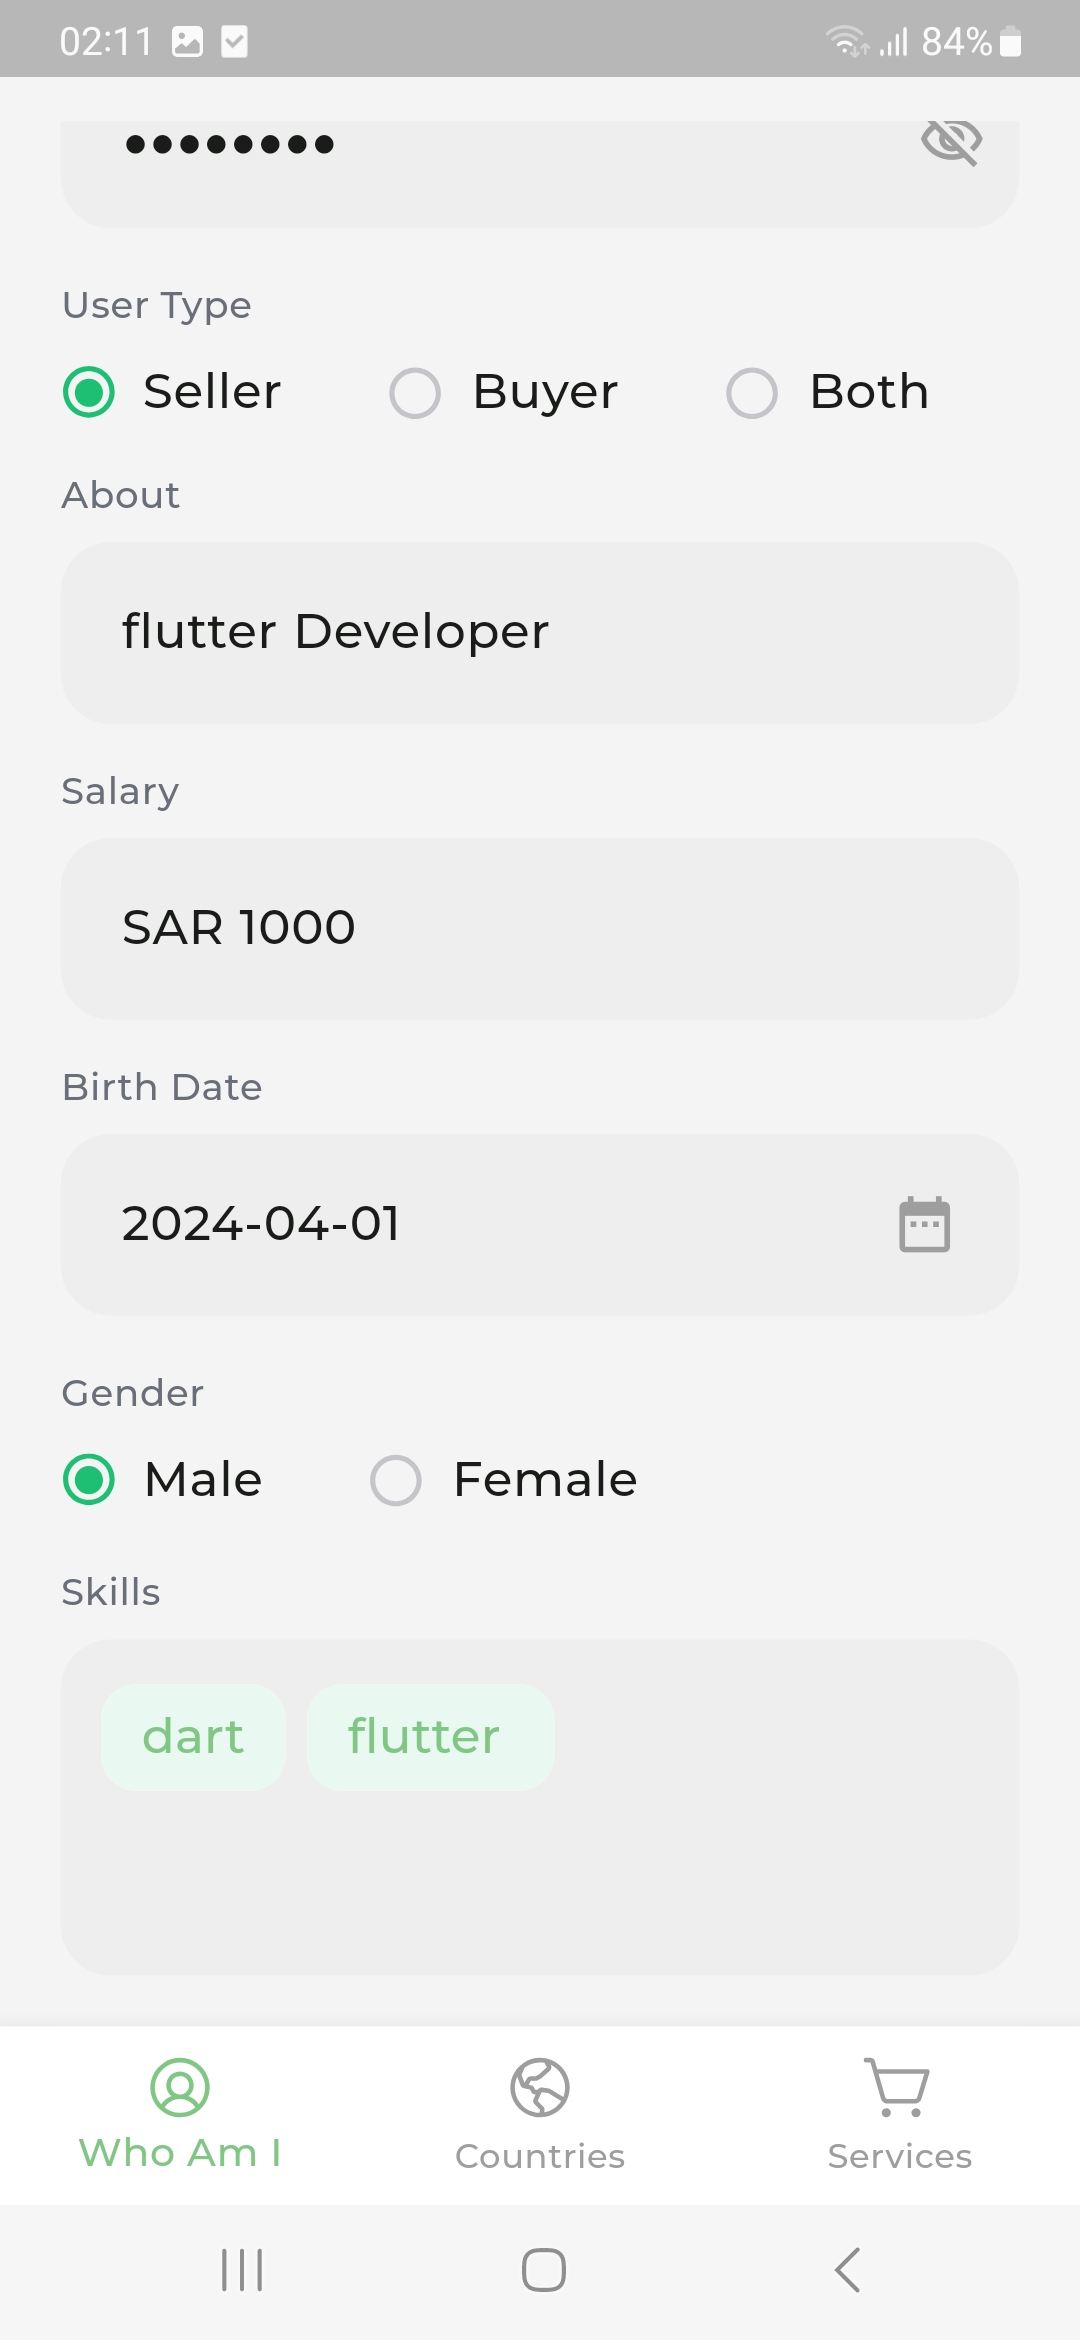 02:11 84%
••••••••
User Type
Seller Buyer Both
About
flutter Developer
Salary
SAR 1000
Birth Date
2024-04-01
Gender
Male Female
Skills
dart flutter
Who Am I Countries Services